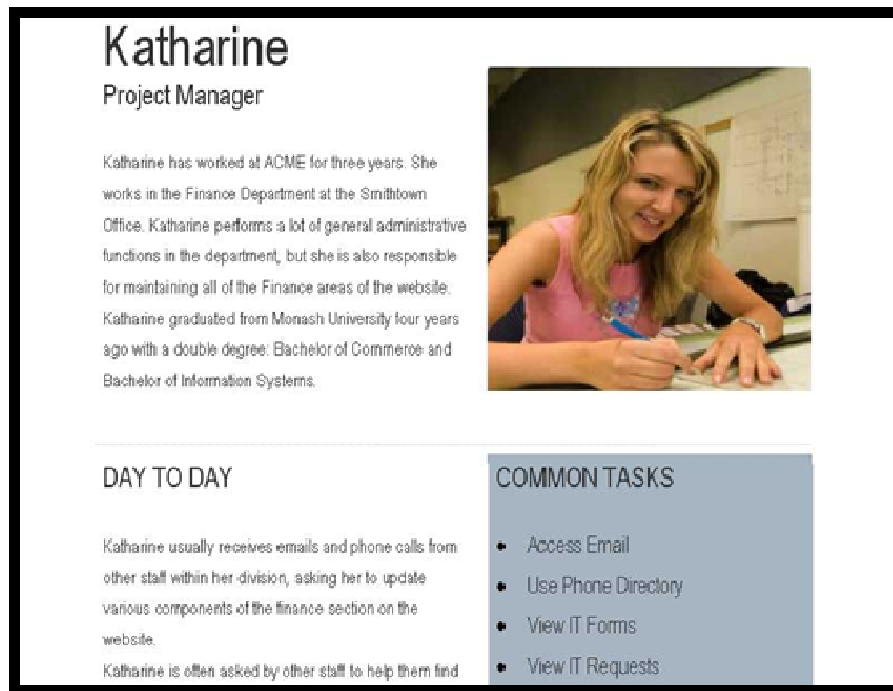 Katharine
Project Manager
Katharine has worked at ACME for three years. She
works in the Finance Department at the Smithtown
Office. Katharine performs a lot of general administrative
functions in the department, but she is also responsible
for maintaining all of the Finance areas of the website.
Katharine graduated from Monash University four years
ago with a double degree: Bachelor of Commerce and
Bachelor of Information Systems.
DAY TO DAY
Katharine usually receives emails and phone calls from
other staff within her division, asking her to update
various components of the finance section on the
website.
Katharine is often asked by other staff to help them find
COMMON TASKS
Access Email
Use Phone Directory
View IT Forms
View IT Requests